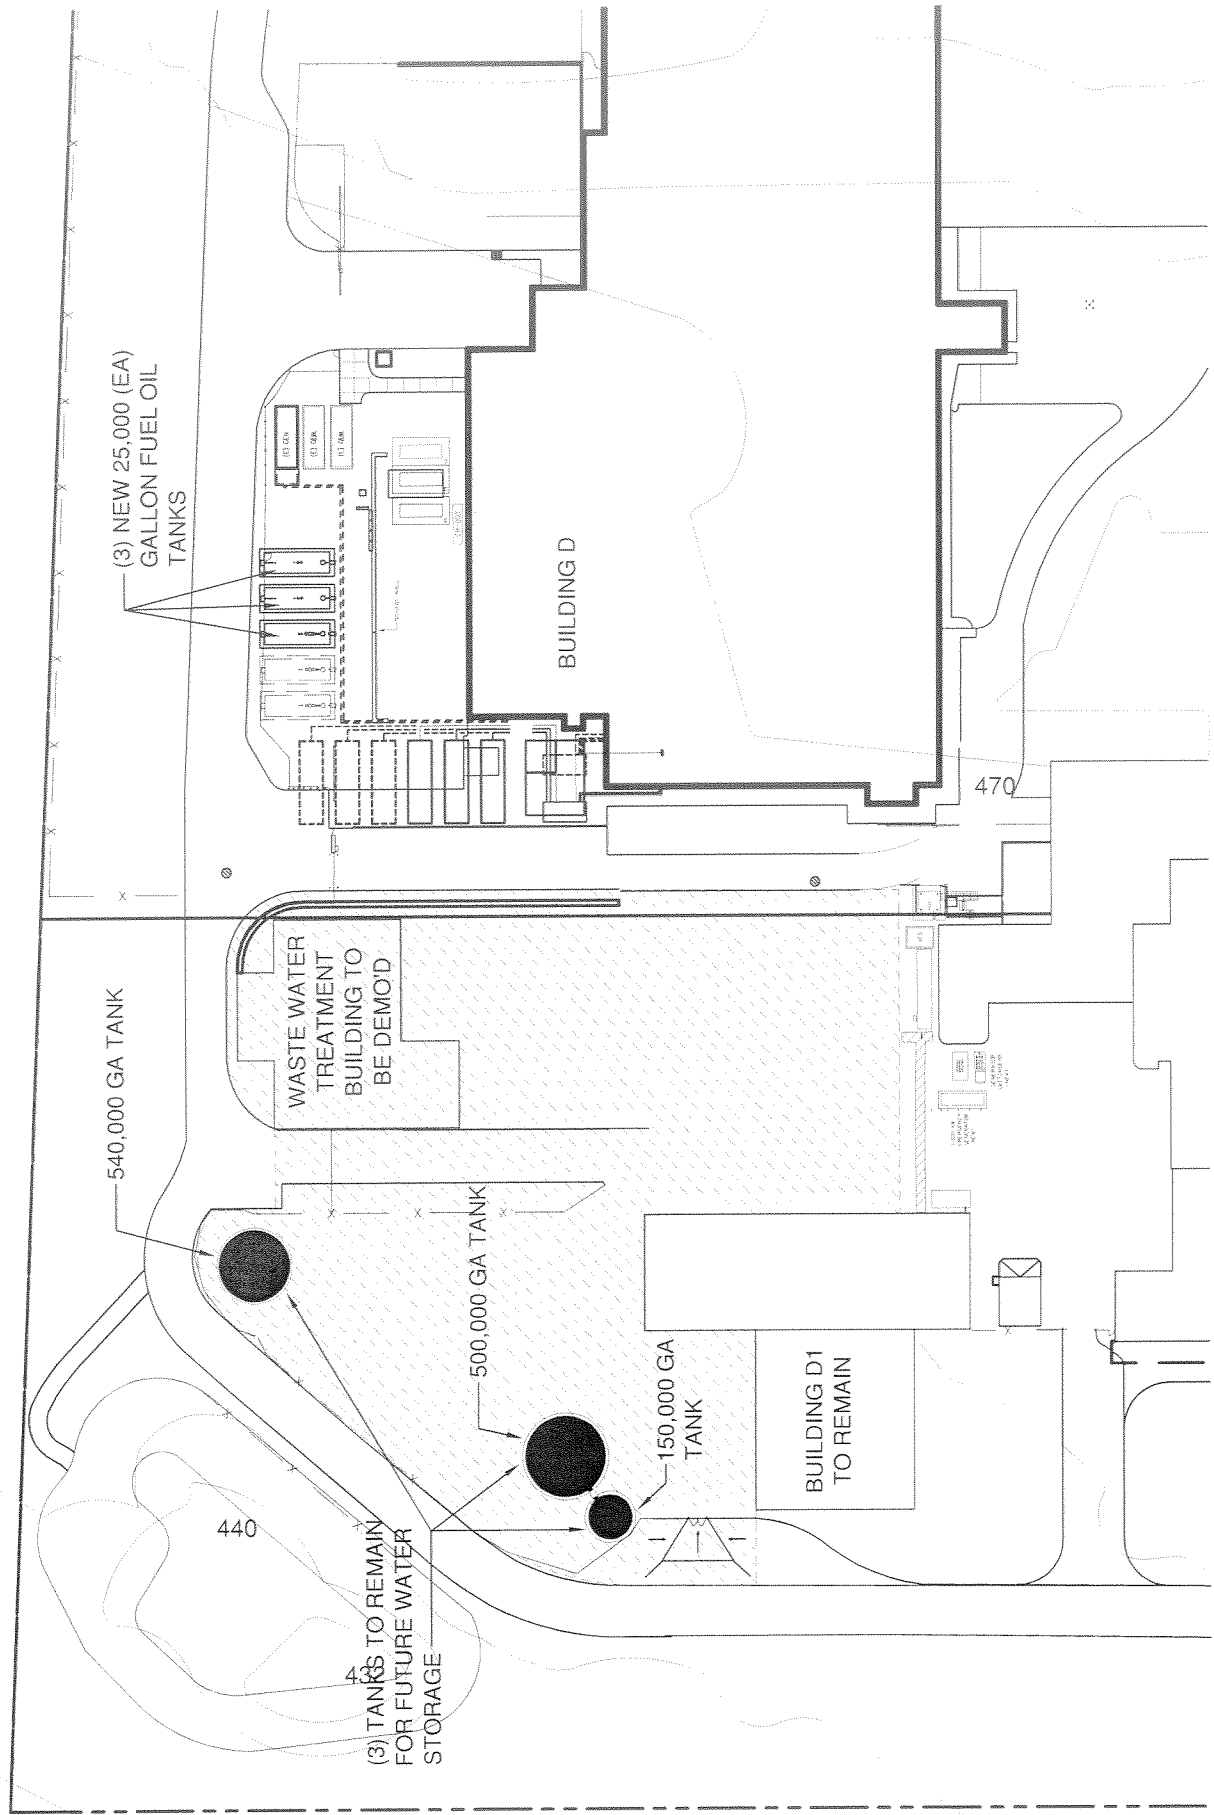 (3) NEW 25,000 (EA)
GALLON FUEL OIL
TANKS
BUILDING D
470
540,000 GA TANK
WASTE WATER
TREATMENT
BUILDING TO
BE DEMO'D
500,000 GA TANK
150,000 GA
TANK
BUILDING D1
TO REMAIN
440
(3) TANKS TO REMAIN
FOR FUTURE WATER
STORAGE
(E) GEN